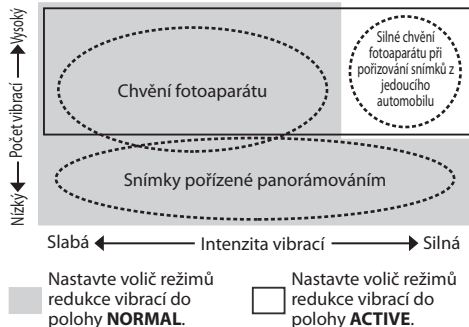 Vysoký
Počet vibrací
Nízký
Chvění fotoaparátu
Silné chvění
fotoaparátu při
pořizování snímků z
jedoucího
automobilu
Snímky pořízené panorámováním
Slabá
Intenzita vibrací
Silná
Nastavte volič režimů
redukce vibrací do
polohy NORMAL.
Nastavte volič režimů
redukce vibrací do
polohy ACTIVE.